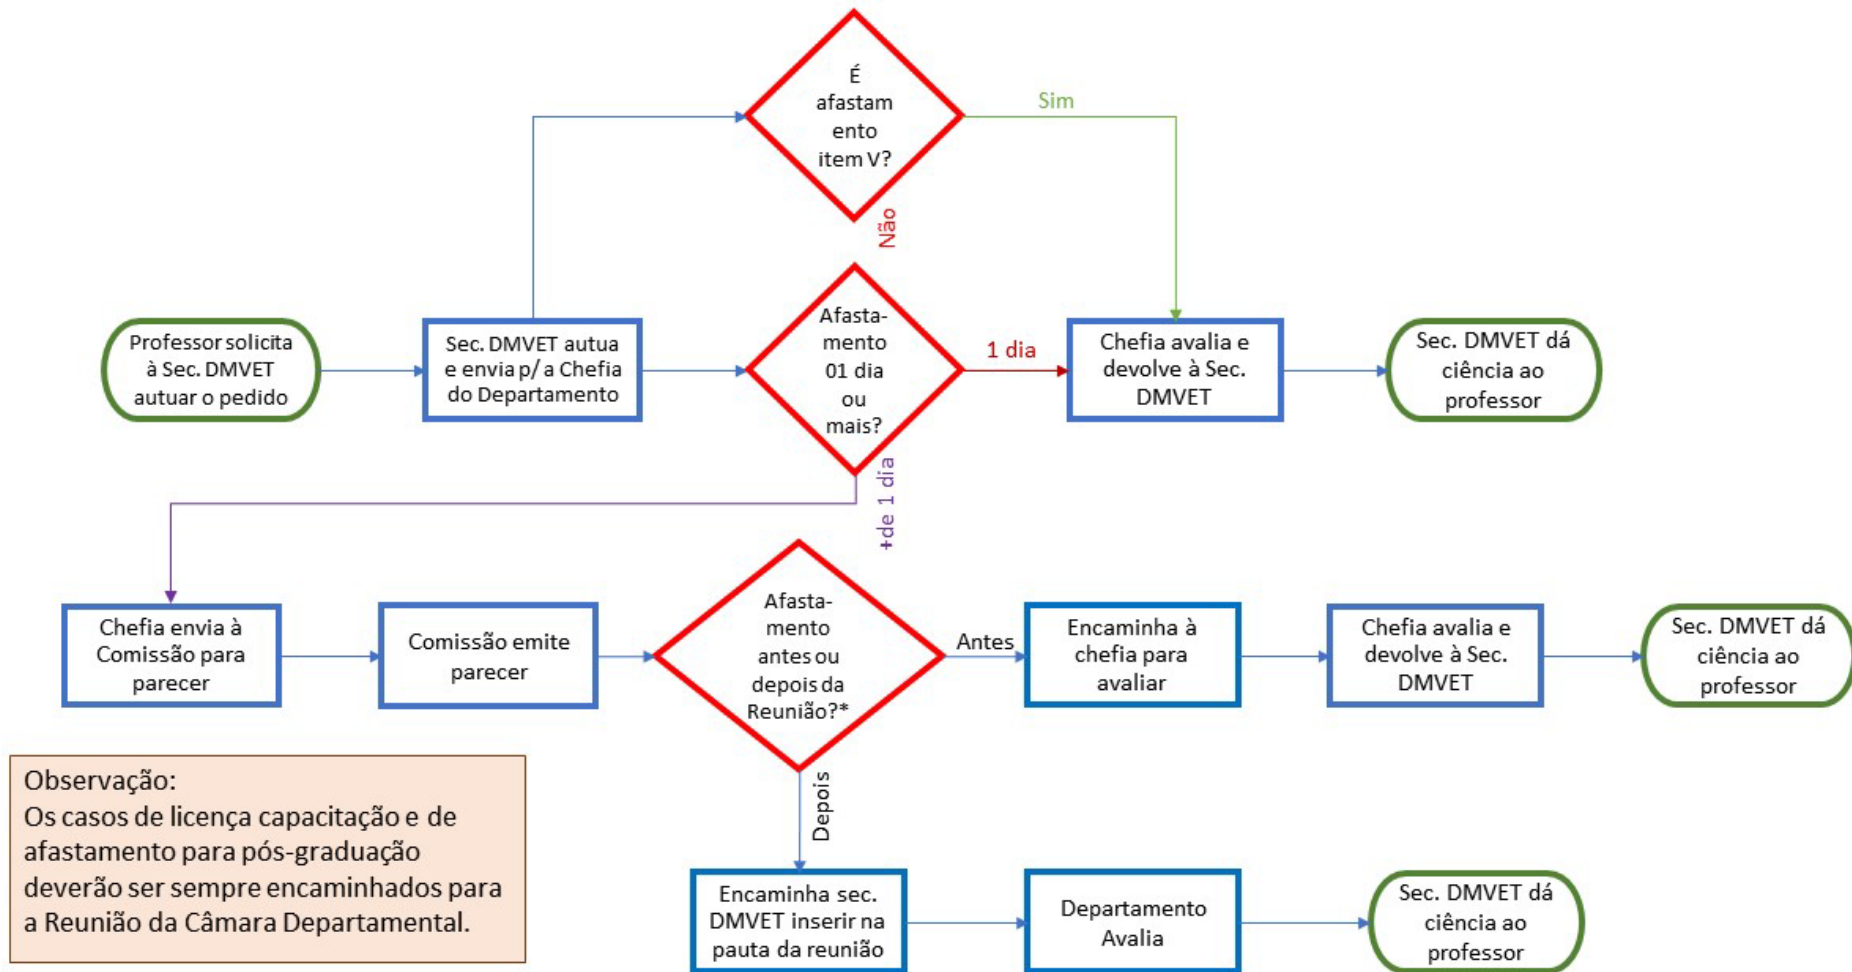 É
afastam
ento
item V?
Sim
Não
Professor solicita
à Sec. DMVET
autuar o pedido
Sec. DMVET autua
e envia p/ a Chefia
do Departamento
Afasta-
mento
01 dia
ou
mais?
1 dia
Chefia avalia e
devolve à Sec.
DMVET
Sec. DMVET dá
ciência ao
professor
+de 1 dia
Chefia envia à
Comissão para
parecer
Comissão emite
parecer
Afasta-
mento
antes ou
depois da
Reunião?*
Antes
Encaminha à
chefia para
avaliar
Chefia avalia e
devolve à Sec.
DMVET
Sec. DMVET dá
ciência ao
professor
Depois
Observação:
Os casos de licença capacitação e de
afastamento para pós-graduação
deverão ser sempre encaminhados para
a Reunião da Câmara Departamental.
Encaminha sec.
DMVET inserir na
pauta da reunião
Departamento
Avalia
Sec. DMVET dá
ciência ao
professor